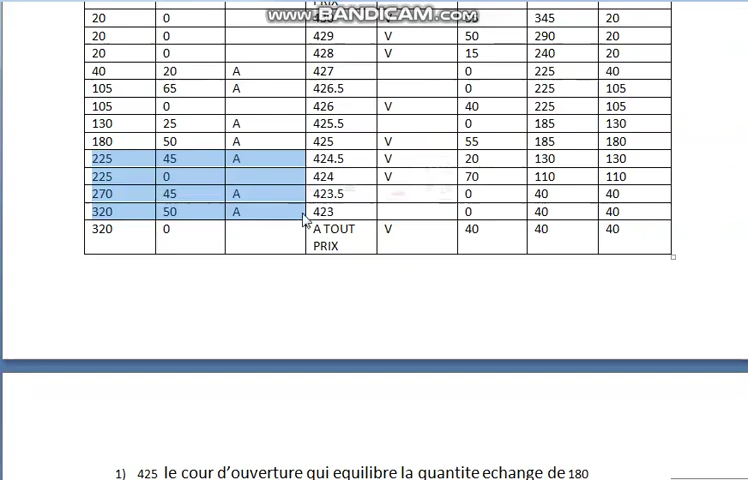 PRIX
www.BANDICAM.com
20 0 V 345 20
20 0 429 V 50 290 20
20 0 428 V 15 240 20
40 20 A 427 0 225 40
105 65 A 426.5 0 225 105
105 0 426 V 40 225 105
130 25 A 425.5 0 185 130
180 50 A 425 V 55 185 180
225 45 A 424.5 V 20 130 130
225 0 424 V 70 110 110
270 45 A 423.5 0 40 40
320 50 A 423 0 40 40
320 0 A TOUT V 40 40 40
PRIX
1) 425 le cour d'ouverture qui equilibre la quantite echange de 180